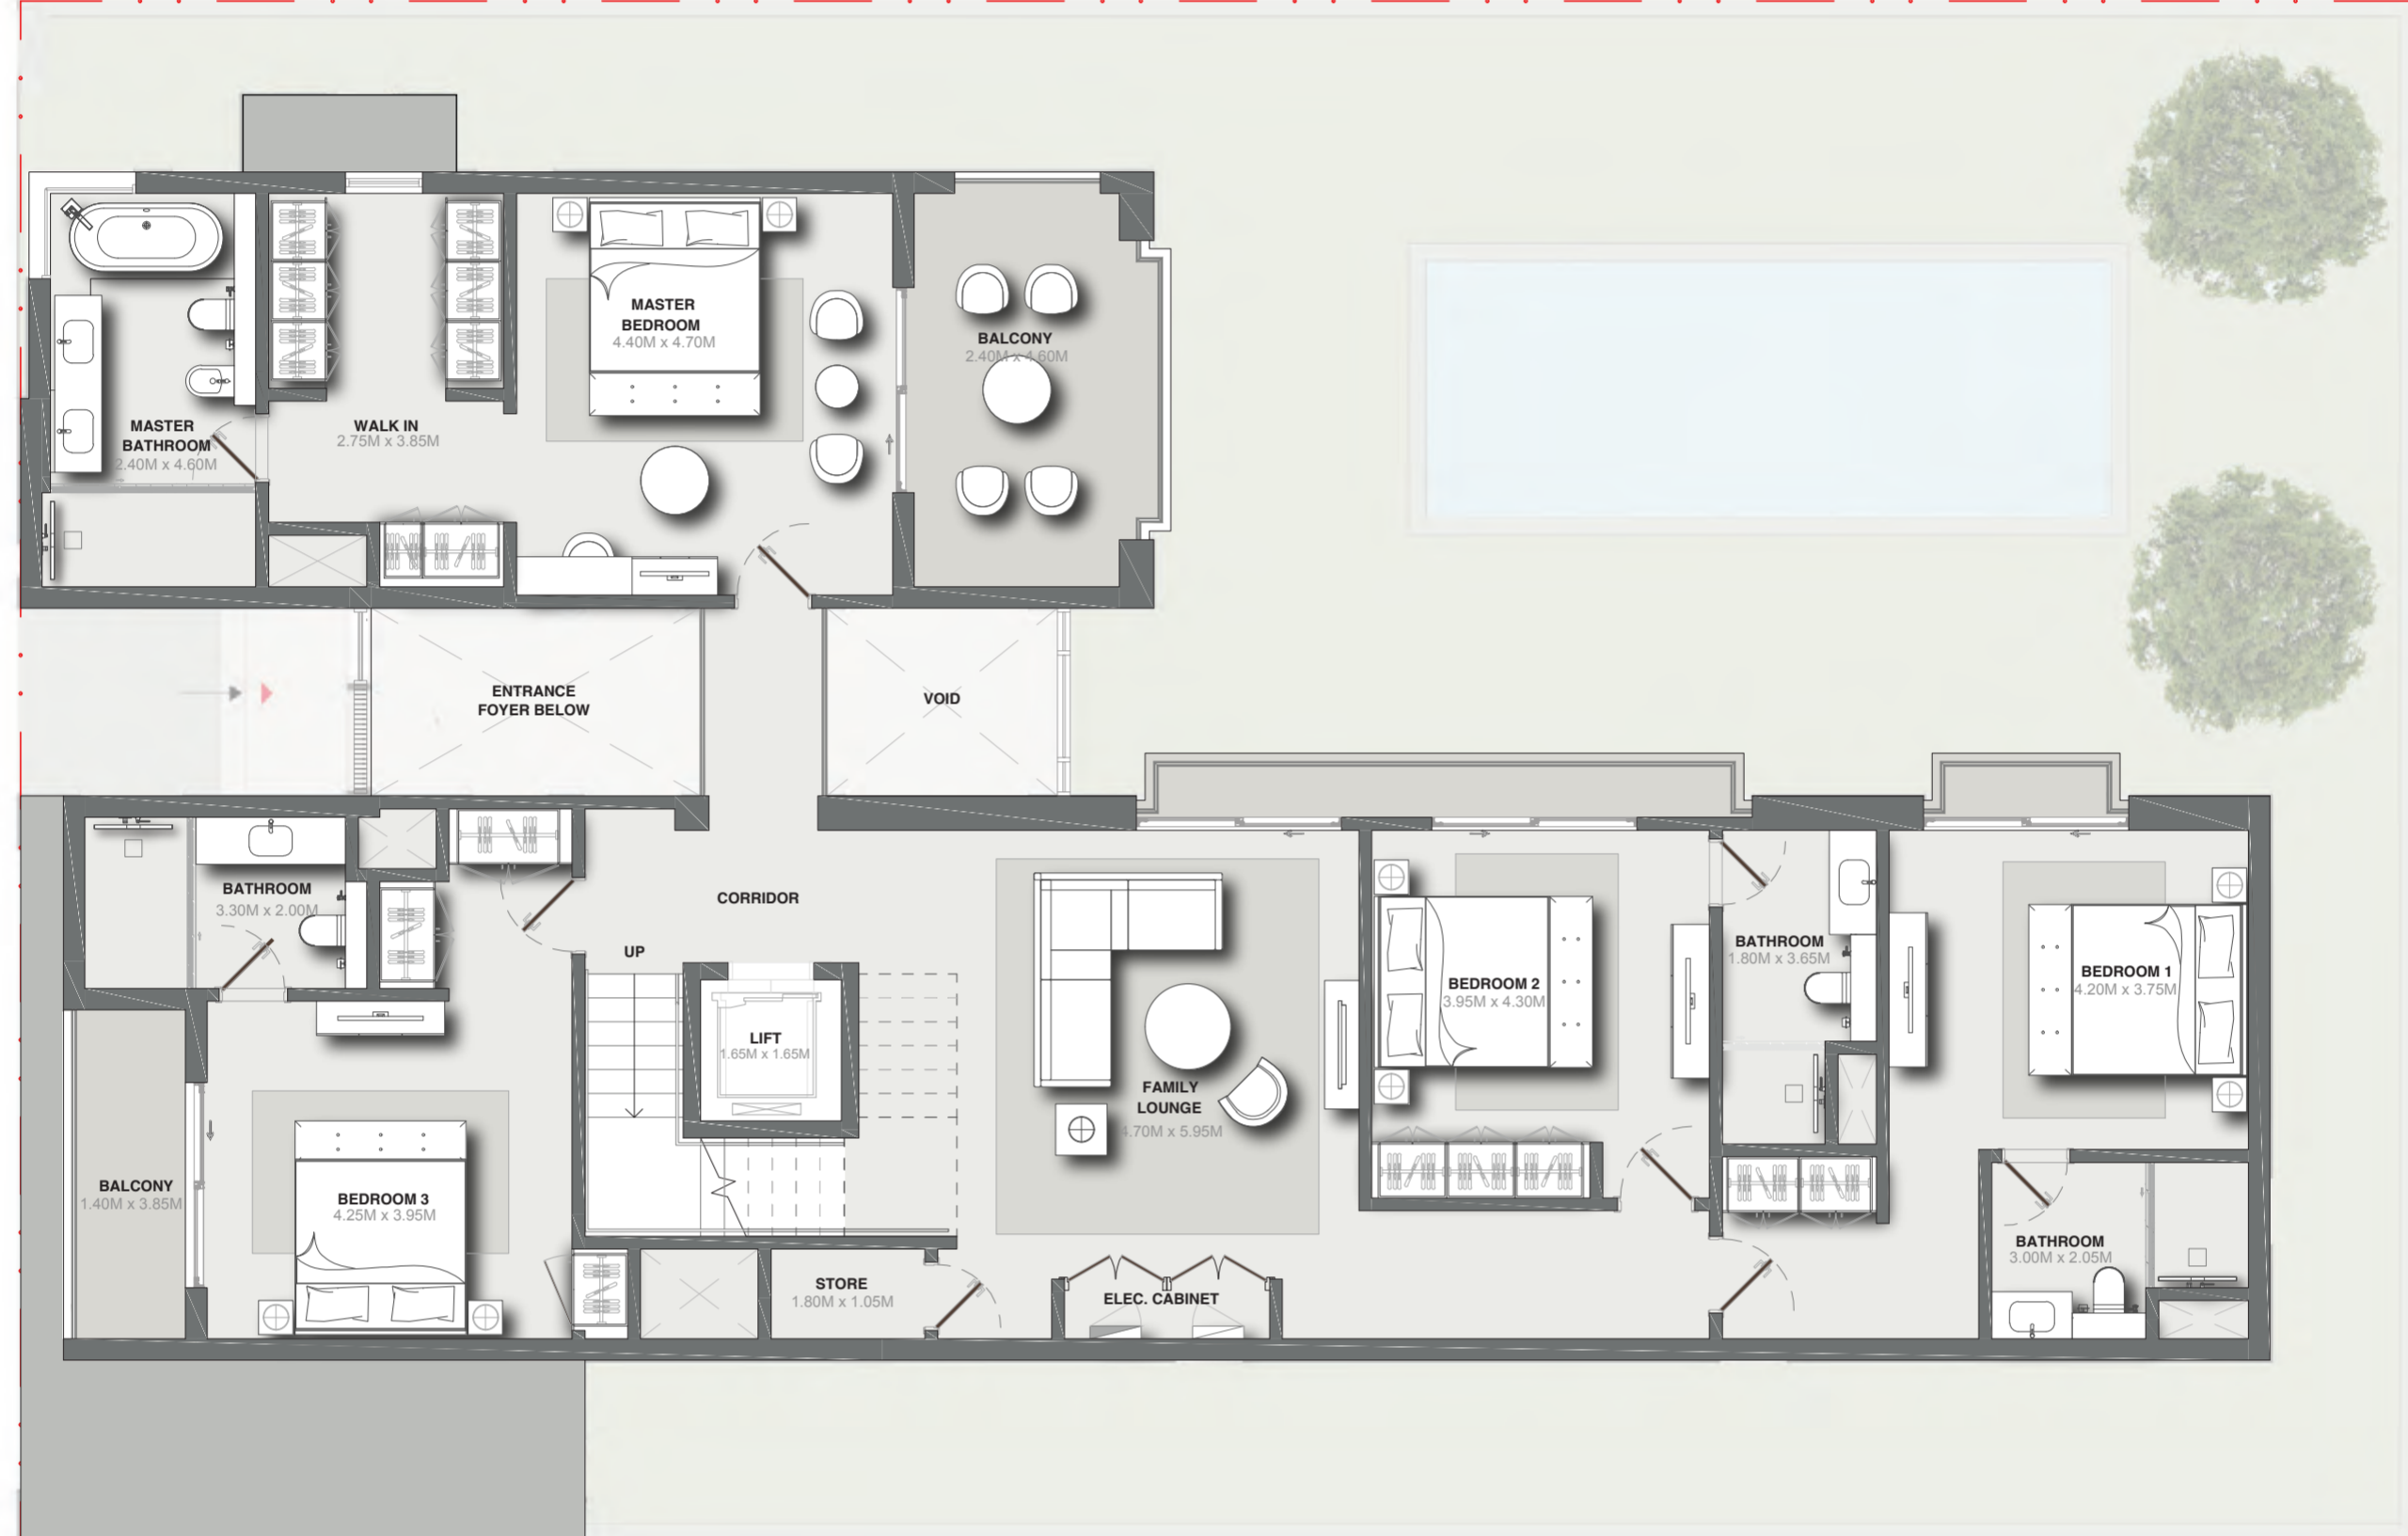 MASTER
BEDROOM
4.40M x 4.70M
BALCONY
2.40M x 4.60M
MASTER
BATHROOM
2.40M x 4.60M
WALK IN
2.75M x 3.85M
ENTRANCE
FOYER BELOW
VOID
BATHROOM
3.30M x 2.00M
CORRIDOR
UP
LIFT
1.65M x 1.65M
FAMILY
LOUNGE
4.70M x 5.95M
BEDROOM 2
3.95M x 4.30M
BATHROOM
1.80M x 3.65M
BEDROOM 1
4.20M x 3.75M
BALCONY
1.40M x 3.85M
BEDROOM 3
4.25M x 3.95M
STORE
1.80M x 1.05M
ELEC. CABINET
BATHROOM
3.00M x 2.05M